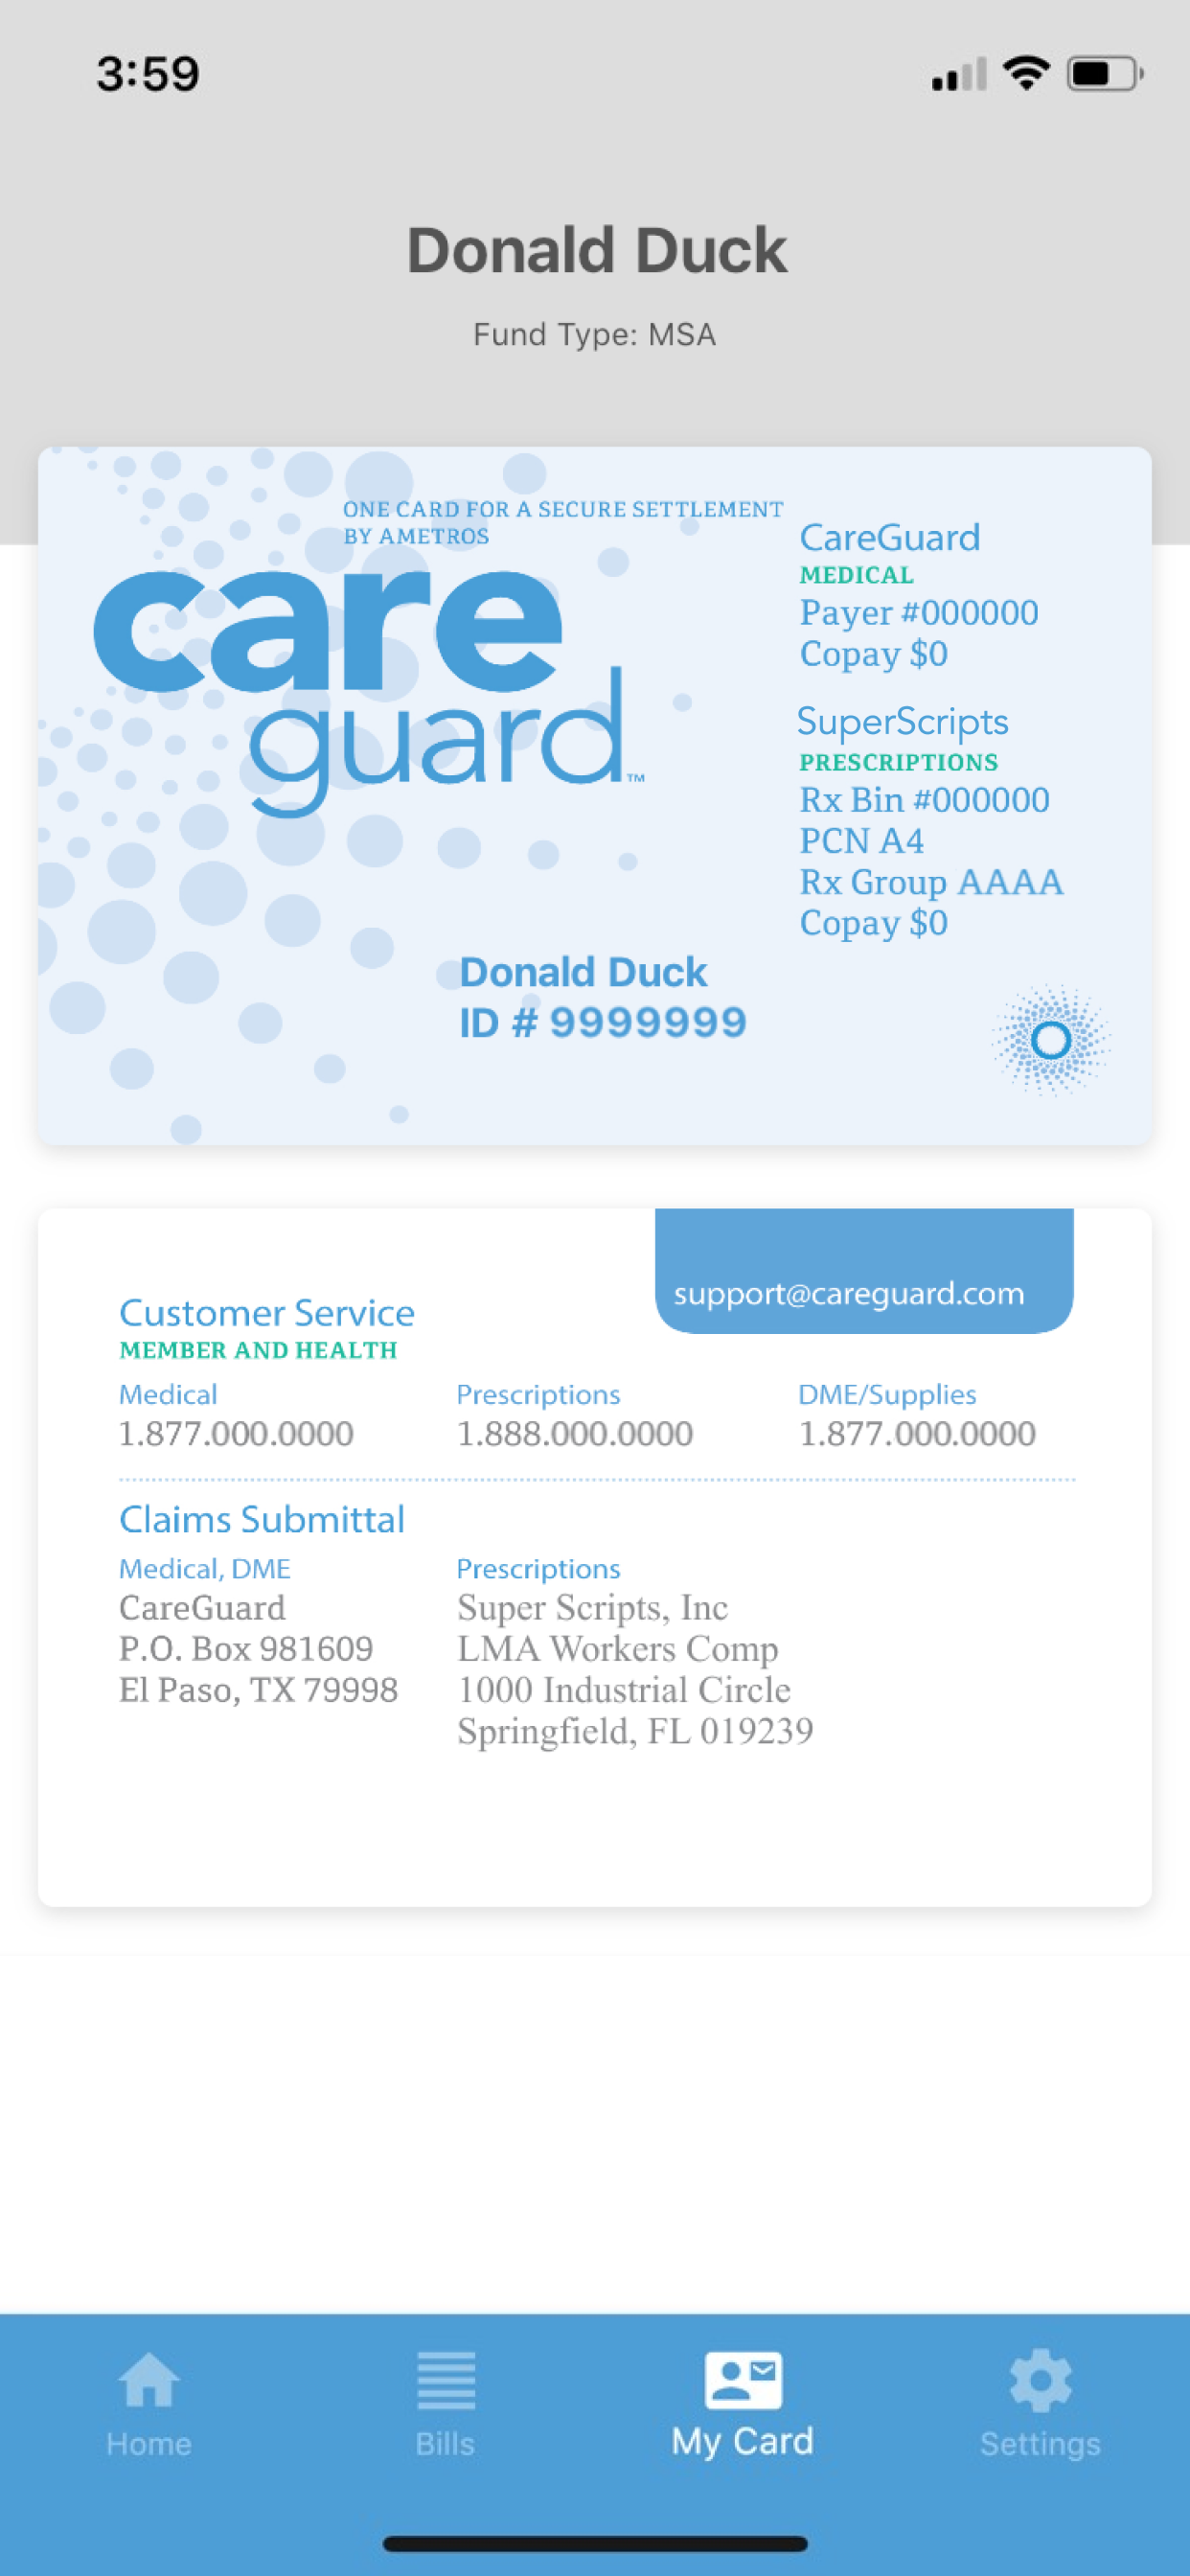 3:59
Donald Duck
Fund Type: MSA
ONE CARD FOR A SECURE SETTLEMENT
BY AMETROS
care
guard™
CareGuard
MEDICAL
Payer #000000
Copay $0
SuperScripts
PRESCRIPTIONS
Rx Bin #000000
PCN A4
Rx Group AAAA
Copay $0
Donald Duck
ID # 9999999
support@careguard.com
Customer Service
MEMBER AND HEALTH
Medical Prescriptions DME/Supplies
1.877.000.0000 1.888.000.0000 1.877.000.0000
Claims Submittal
Medical, DME
CareGuard
P.O. Box 981609
El Paso, TX 79998
Prescriptions
Super Scripts, Inc
LMA Workers Comp
1000 Industrial Circle
Springfield, FL 019239
Home Bills My Card Settings